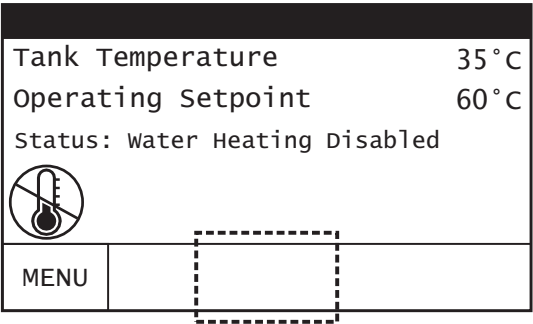 Tank Temperature 35°C
Operating Setpoint 60°C
Status: Water Heating Disabled
MENU